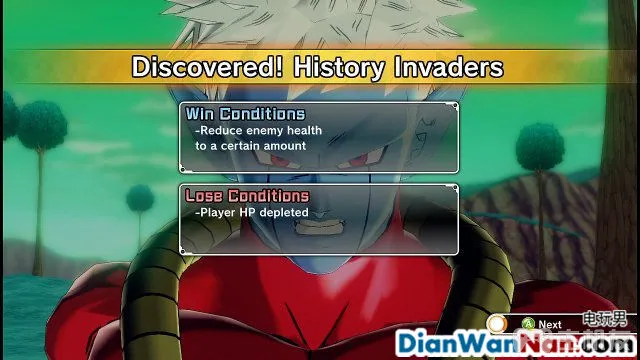 Discovered! History Invaders
Win Conditions
-Reduce enemy health
to a certain amount
Lose Conditions
-Player HP depleted
A Next
电玩男
DianWanNan.com